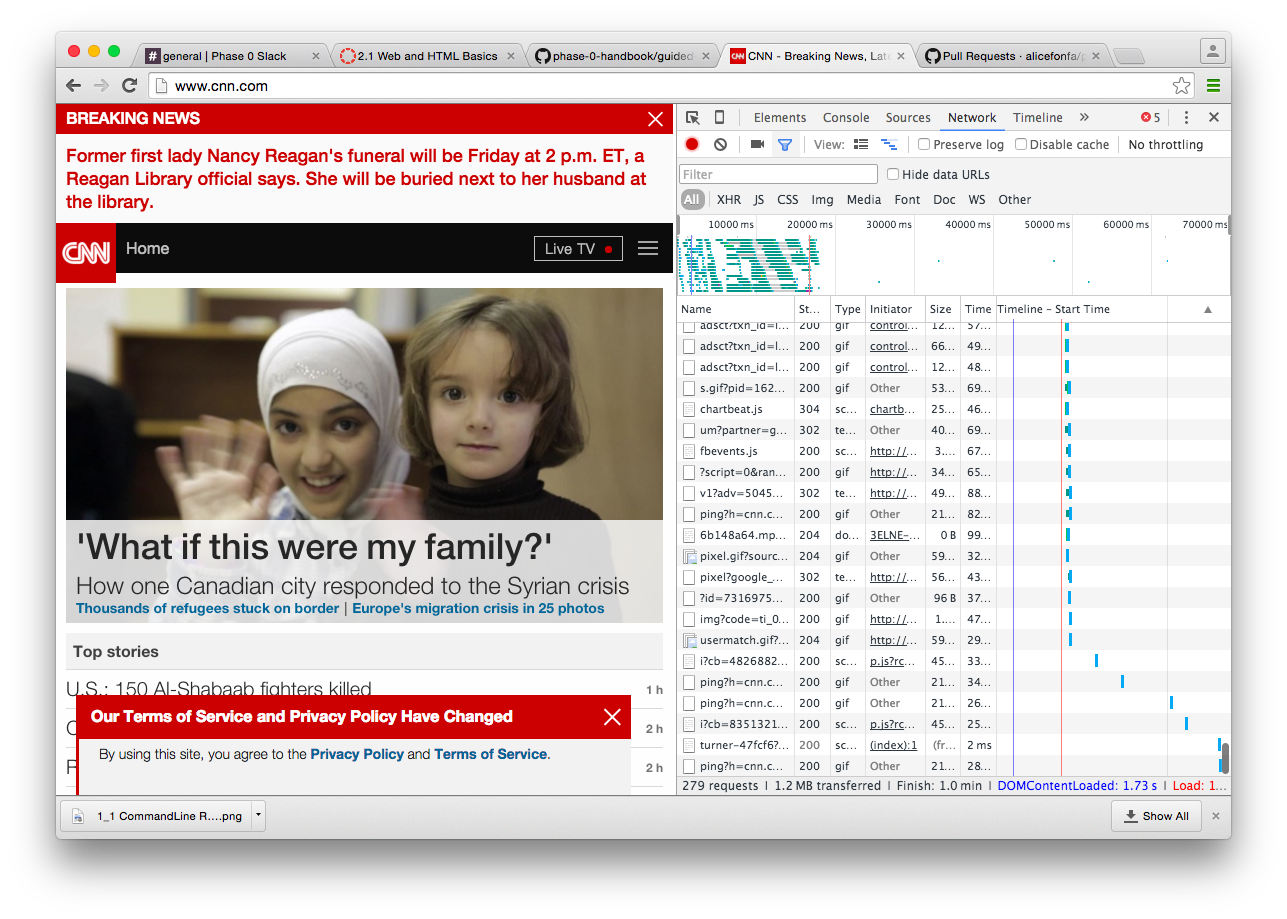 general | Phase 0 Slack
2.1 Web and HTML Basics
phase-0-handbook/guided
CNN - Breaking News, Late
Pull Requests · alicefonfa/p
www.cnn.com
BREAKING NEWS
Former first lady Nancy Reagan's funeral will be Friday at 2 p.m. ET, a
Reagan Library official says. She will be buried next to her husband at
the library.
CNN Home Live TV
'What if this were my family?'
How one Canadian city responded to the Syrian crisis
Thousands of refugees stuck on border | Europe's migration crisis in 25 photos
Top stories
U.S.: 150 Al-Shabaab fighters killed 1 h
2 h
2 h
Our Terms of Service and Privacy Policy Have Changed
By using this site, you agree to the Privacy Policy and Terms of Service.
Elements Console Sources Network Timeline » 5
View: Preserve log Disable cache No throttling
Filter Hide data URLs
All XHR JS CSS Img Media Font Doc WS Other
10000 ms 20000 ms 30000 ms 40000 ms 50000 ms 60000 ms 70000 ms
Name St... Type Initiator Size Time Timeline – Start Time
adsct?txn_id=l... 200 gif control... 12... 57...
adsct?txn_id=l... 200 gif control... 66... 49...
adsct?txn_id=l... 200 gif control... 12... 48...
s.gif?pid=162... 200 gif Other 53... 69...
chartbeat.js 304 sc... chartb... 25... 46...
um?partner=g... 302 te... Other 40... 69...
fbevents.js 200 sc... http://... 3.... 67...
?script=0&ran... 200 gif http://... 34... 65...
v1?adv=5045... 302 te... http://... 49... 88...
ping?h=cnn.c... 200 gif Other 21... 82...
6b148a64.mp... 204 do... 3ELNE-... 0 B 99...
pixel.gif?sourc... 200 gif Other 59... 32...
pixel?google_... 302 te... Other 56... 43...
?id=7316975... 200 gif Other 96 B 37...
img?code=ti_0... 200 gif http://... 1.... 47...
usermatch.gif?... 204 gif http://... 59... 29...
i?cb=4826882... 200 sc... p.js?rc... 45... 33...
ping?h=cnn.c... 200 gif Other 21... 34...
ping?h=cnn.c... 200 gif Other 21... 26...
i?cb=8351321... 200 sc... p.js?rc... 45... 25...
turner-47fcf6?... 200 sc... (index):1 (fr... 2 ms
ping?h=cnn.c... 200 gif Other 21... 28...
279 requests | 1.2 MB transferred | Finish: 1.0 min | DOMContentLoaded: 1.73 s | Load: 1...
1_1 CommandLine R....png
Show All